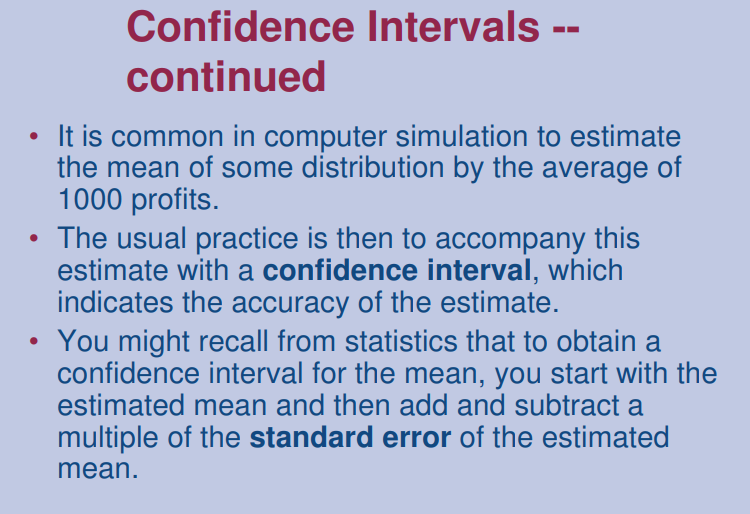 Confidence Intervals --
continued
• It is common in computer simulation to estimate
the mean of some distribution by the average of
1000 profits.
• The usual practice is then to accompany this
estimate with a confidence interval, which
indicates the accuracy of the estimate.
• You might recall from statistics that to obtain a
confidence interval for the mean, you start with the
estimated mean and then add and subtract a
multiple of the standard error of the estimated
mean.